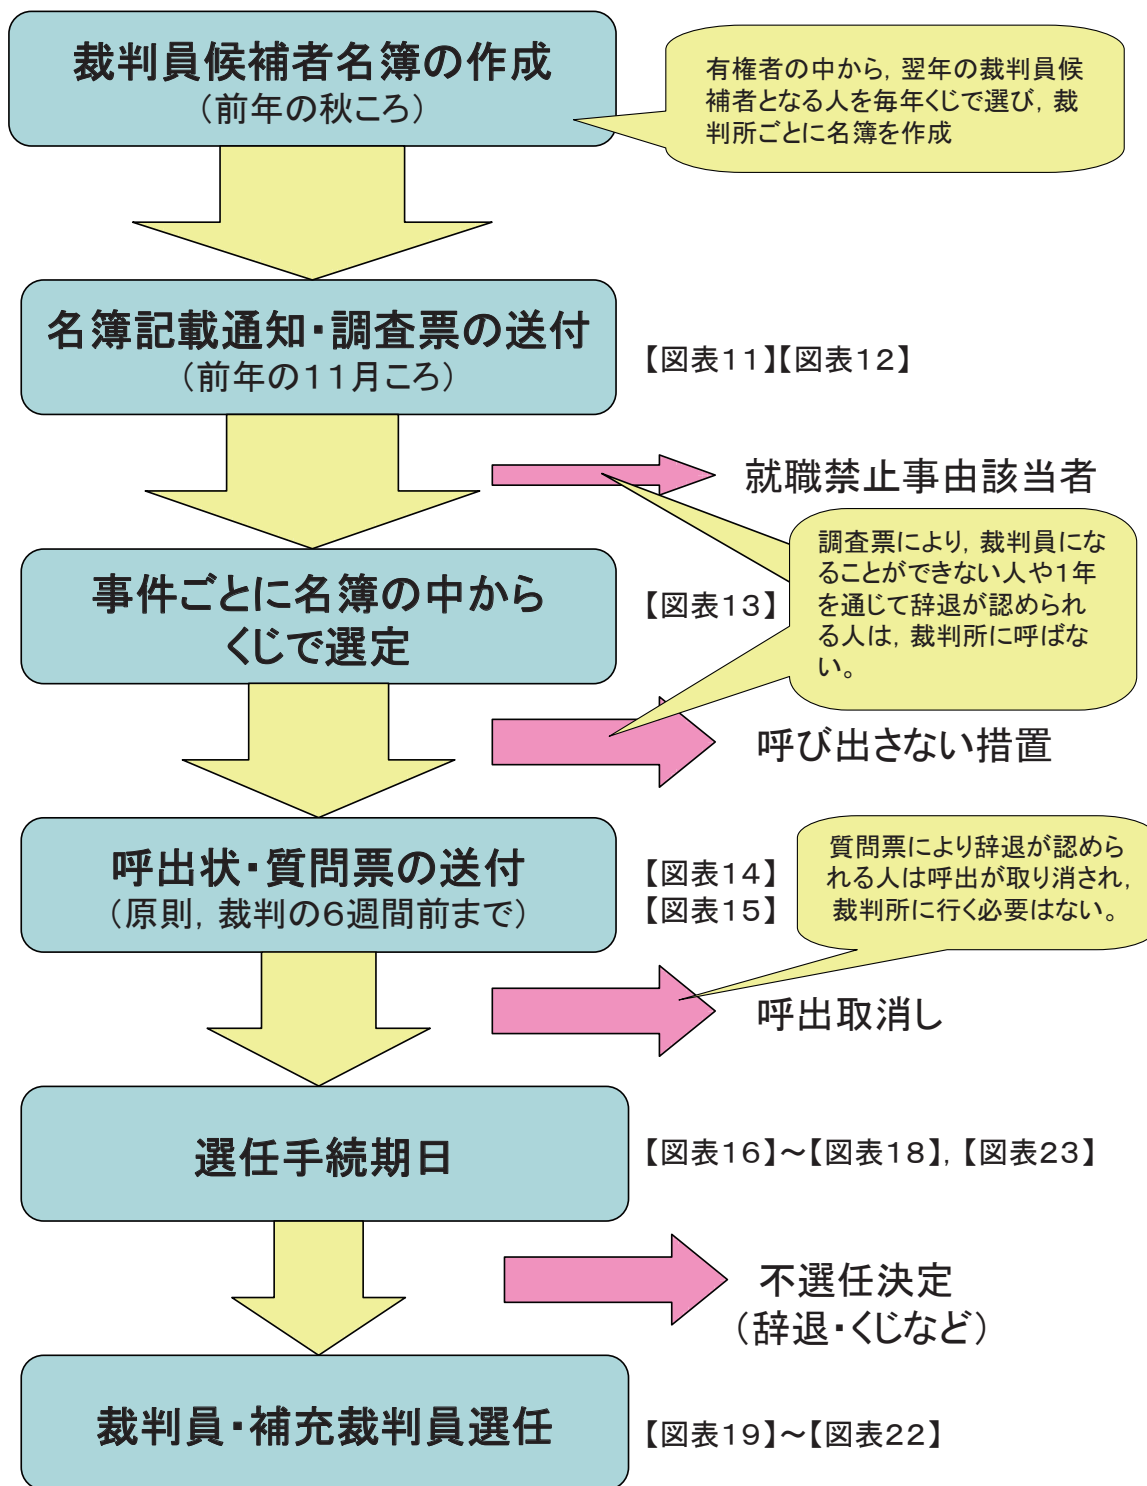 裁判員候補者名簿の作成
（前年の秋ころ）
有権者の中から，翌年の裁判員候
補者となる人を毎年くじで選び，裁
判所ごとに名簿を作成
名簿記載通知・調査票の送付
（前年の１１月ころ）
【図表１１】【図表１２】
就職禁止事由該当者
調査票により，裁判員にな
ることができない人や１年
を通じて辞退が認められ
る人は，裁判所に呼ばな
い。
事件ごとに名簿の中から
くじで選定
【図表１３】
呼び出さない措置
呼出状・質問票の送付
（原則，裁判の６週間前まで）
【図表１４】
【図表１５】
質問票により辞退が認めら
れる人は呼出が取り消され，
裁判所に行く必要はない。
呼出取消し
選任手続期日
【図表１６】～【図表１８】，【図表２３】
不選任決定
（辞退・くじなど）
裁判員・補充裁判員選任
【図表１９】～【図表２２】